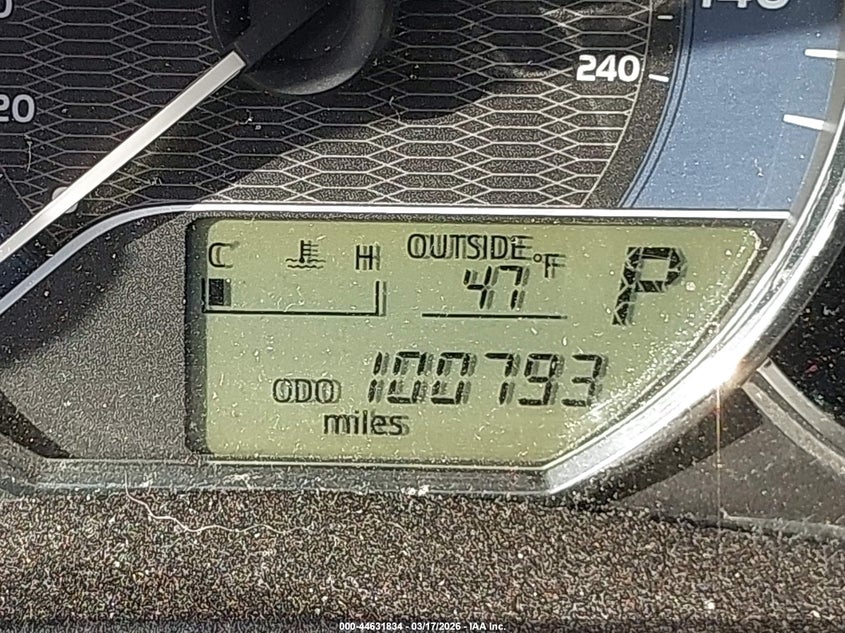 20
240
140
C H
OUTSIDE
47°F
P
ODO 100793
miles
000-44631834 - 03/17/2026 - IAA Inc.